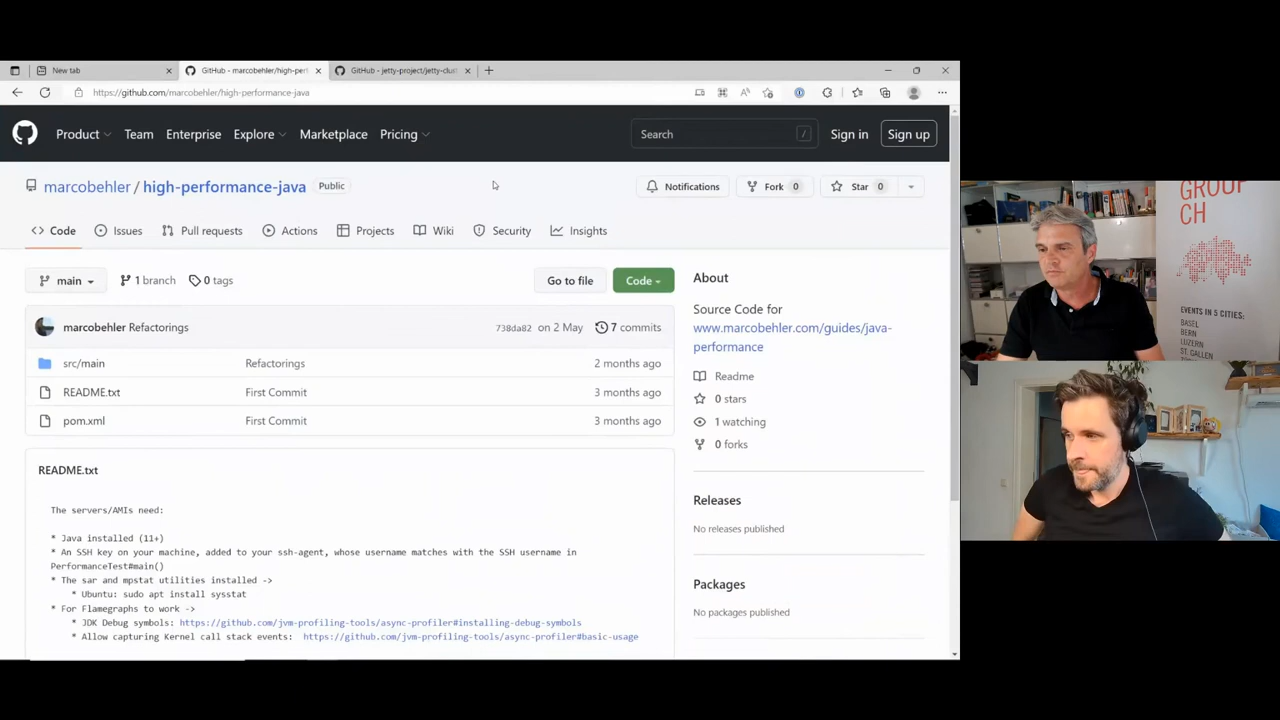 New tab
GitHub - marcobehler/high-per
GitHub - jetty-project/jetty-clus
https://github.com/marcobehler/high-performance-java
Product
Team
Enterprise
Explore
Marketplace
Pricing
Search
/
Sign in
Sign up
marcobehler / high-performance-java
Public
Notifications
Fork 0
Star 0
<> Code
Issues
Pull requests
Actions
Projects
Wiki
Security
Insights
main
1 branch
0 tags
Go to file
Code
marcobehler Refactorings
738da82 on 2 May
7 commits
src/main
Refactorings
2 months ago
README.txt
First Commit
3 months ago
pom.xml
First Commit
3 months ago
README.txt
The servers/AMIs need:
* Java installed (11+)
* An SSH key on your machine, added to your ssh-agent, whose username matches with the SSH username in
PerformanceTest#main()
* The sar and mpstat utilities installed ->
* Ubuntu: sudo apt install sysstat
* For Flamegraphs to work ->
* JDK Debug symbols: https://github.com/jvm-profiling-tools/async-profiler#installing-debug-symbols
* Allow capturing Kernel call stack events: https://github.com/jvm-profiling-tools/async-profiler#basic-usage
About
Source Code for
www.marcobehler.com/guides/java-
performance
Readme
0 stars
1 watching
0 forks
Releases
No releases published
Packages
No packages published
GROUP
CH
EVENTS IN 5 CITIES:
BASEL
BERN
LUZERN
ST. GALLEN